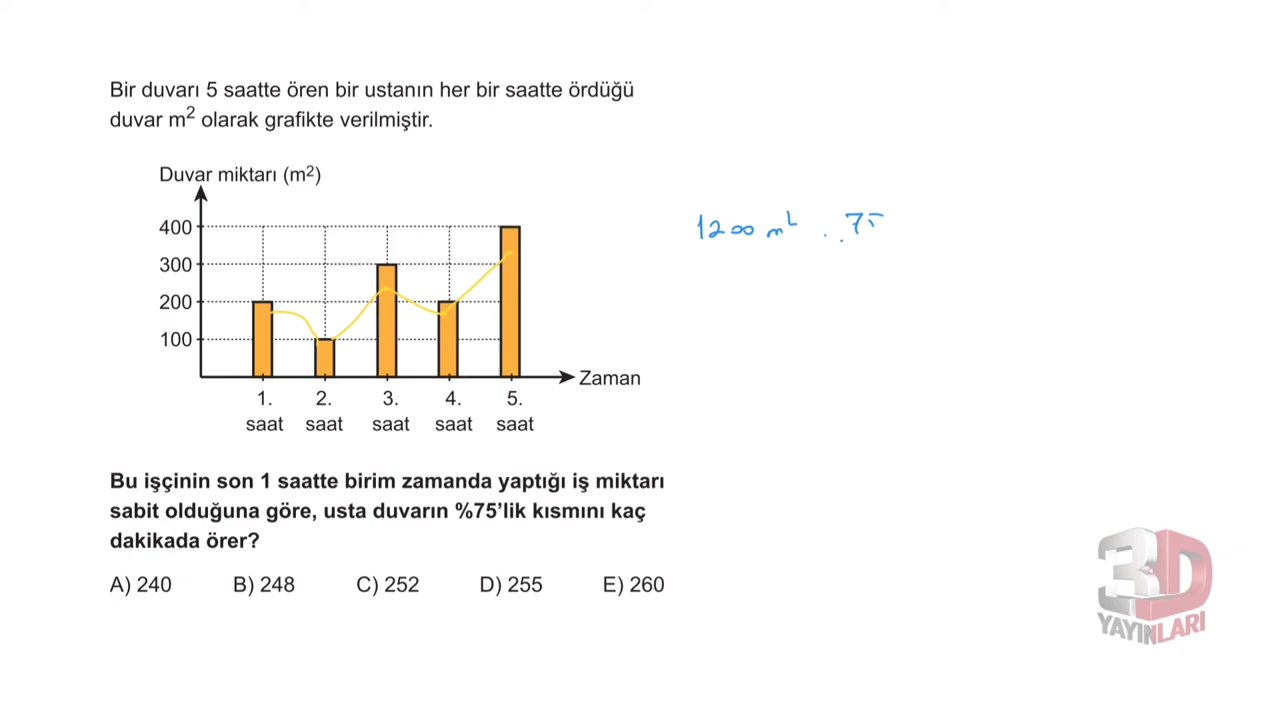 Bir duvarı 5 saatte ören bir ustanın her bir saatte ördüğü
duvar m² olarak grafikte verilmiştir.
Duvar miktarı (m²)
400
300
200
100
Zaman
1. saat
2. saat
3. saat
4. saat
5. saat
1200 m² . . 75
Bu işçinin son 1 saatte birim zamanda yaptığı iş miktarı
sabit olduğuna göre, usta duvarın %75'lik kısmını kaç
dakikada örer?
A) 240 B) 248 C) 252 D) 255 E) 260
3D
YAYINLARI